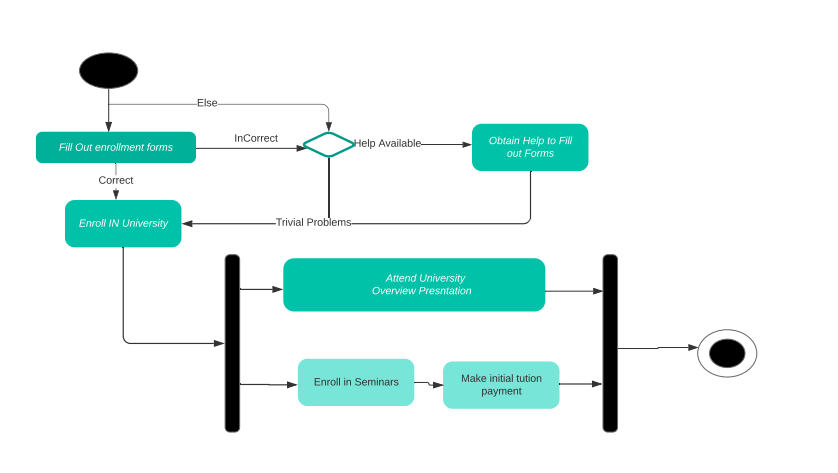 Else
Fill Out enrollment forms
InCorrect
Help Available
Obtain Help to Fill
out Forms
Correct
Enroll IN University
Trivial Problems
Attend University
Overview Presntation
Enroll in Seminars
Make initial tution
payment